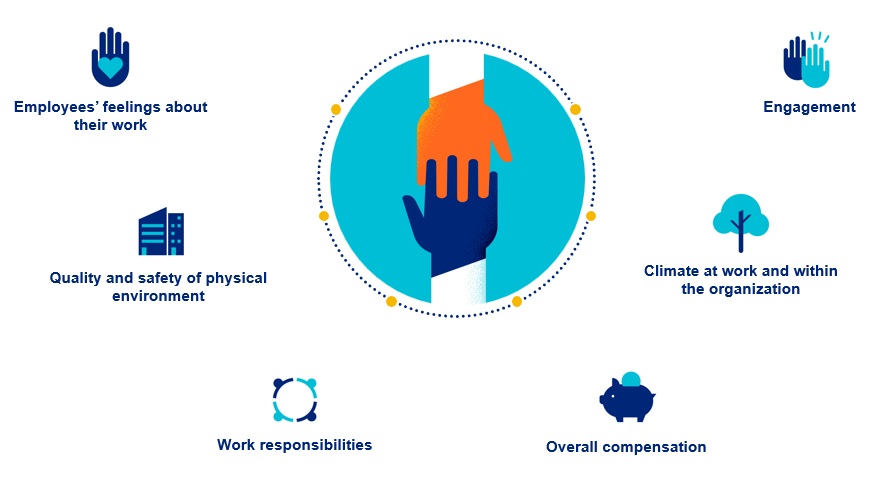 Employees’ feelings about
their work
Engagement
Quality and safety of physical
environment
Climate at work and within
the organization
Work responsibilities
Overall compensation